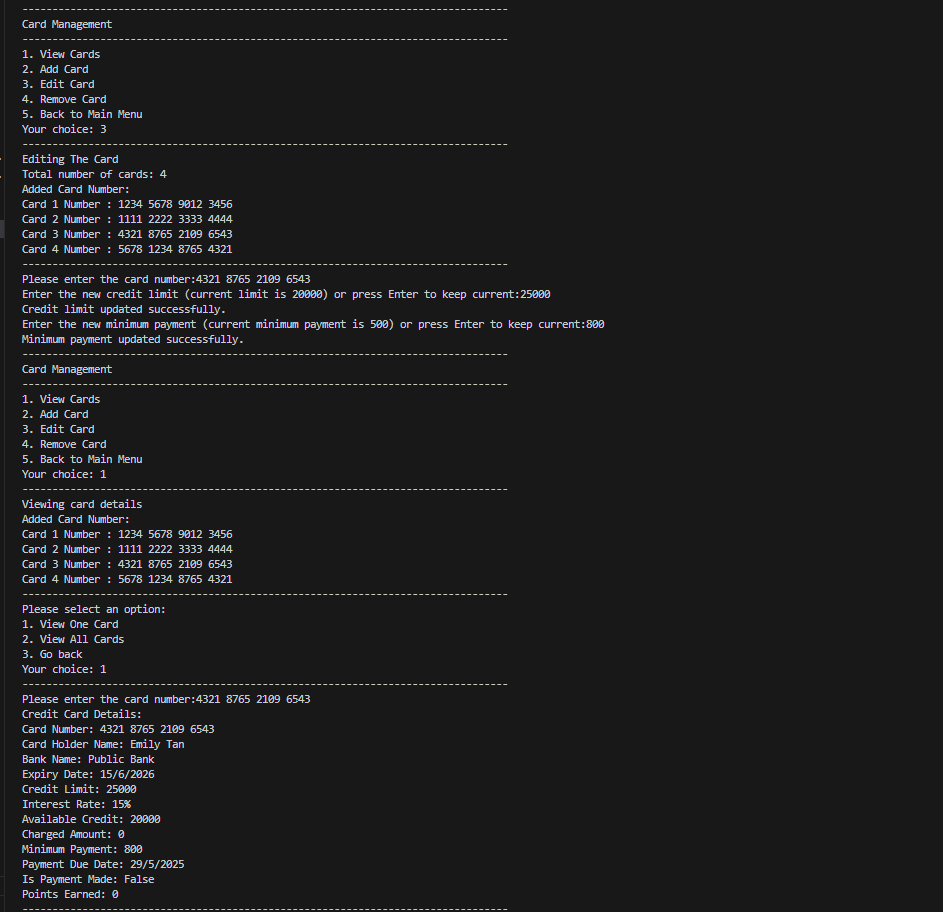 ---------------------------------------------------------------------------------
Card Management
---------------------------------------------------------------------------------
1. View Cards
2. Add Card
3. Edit Card
4. Remove Card
5. Back to Main Menu
Your choice: 3
---------------------------------------------------------------------------------
Editing The Card
Total number of cards: 4
Added Card Number:
Card 1 Number : 1234 5678 9012 3456
Card 2 Number : 1111 2222 3333 4444
Card 3 Number : 4321 8765 2109 6543
Card 4 Number : 5678 1234 8765 4321
---------------------------------------------------------------------------------
Please enter the card number:4321 8765 2109 6543
Enter the new credit limit (current limit is 20000) or press Enter to keep current:25000
Credit limit updated successfully.
Enter the new minimum payment (current minimum payment is 500) or press Enter to keep current:800
Minimum payment updated successfully.
---------------------------------------------------------------------------------
Card Management
---------------------------------------------------------------------------------
1. View Cards
2. Add Card
3. Edit Card
4. Remove Card
5. Back to Main Menu
Your choice: 1
---------------------------------------------------------------------------------
Viewing card details
Added Card Number:
Card 1 Number : 1234 5678 9012 3456
Card 2 Number : 1111 2222 3333 4444
Card 3 Number : 4321 8765 2109 6543
Card 4 Number : 5678 1234 8765 4321
---------------------------------------------------------------------------------
Please select an option:
1. View One Card
2. View All Cards
3. Go back
Your choice: 1
---------------------------------------------------------------------------------
Please enter the card number:4321 8765 2109 6543
Credit Card Details:
Card Number: 4321 8765 2109 6543
Card Holder Name: Emily Tan
Bank Name: Public Bank
Expiry Date: 15/6/2026
Credit Limit: 25000
Interest Rate: 15%
Available Credit: 20000
Charged Amount: 0
Minimum Payment: 800
Payment Due Date: 29/5/2025
Is Payment Made: False
Points Earned: 0
---------------------------------------------------------------------------------